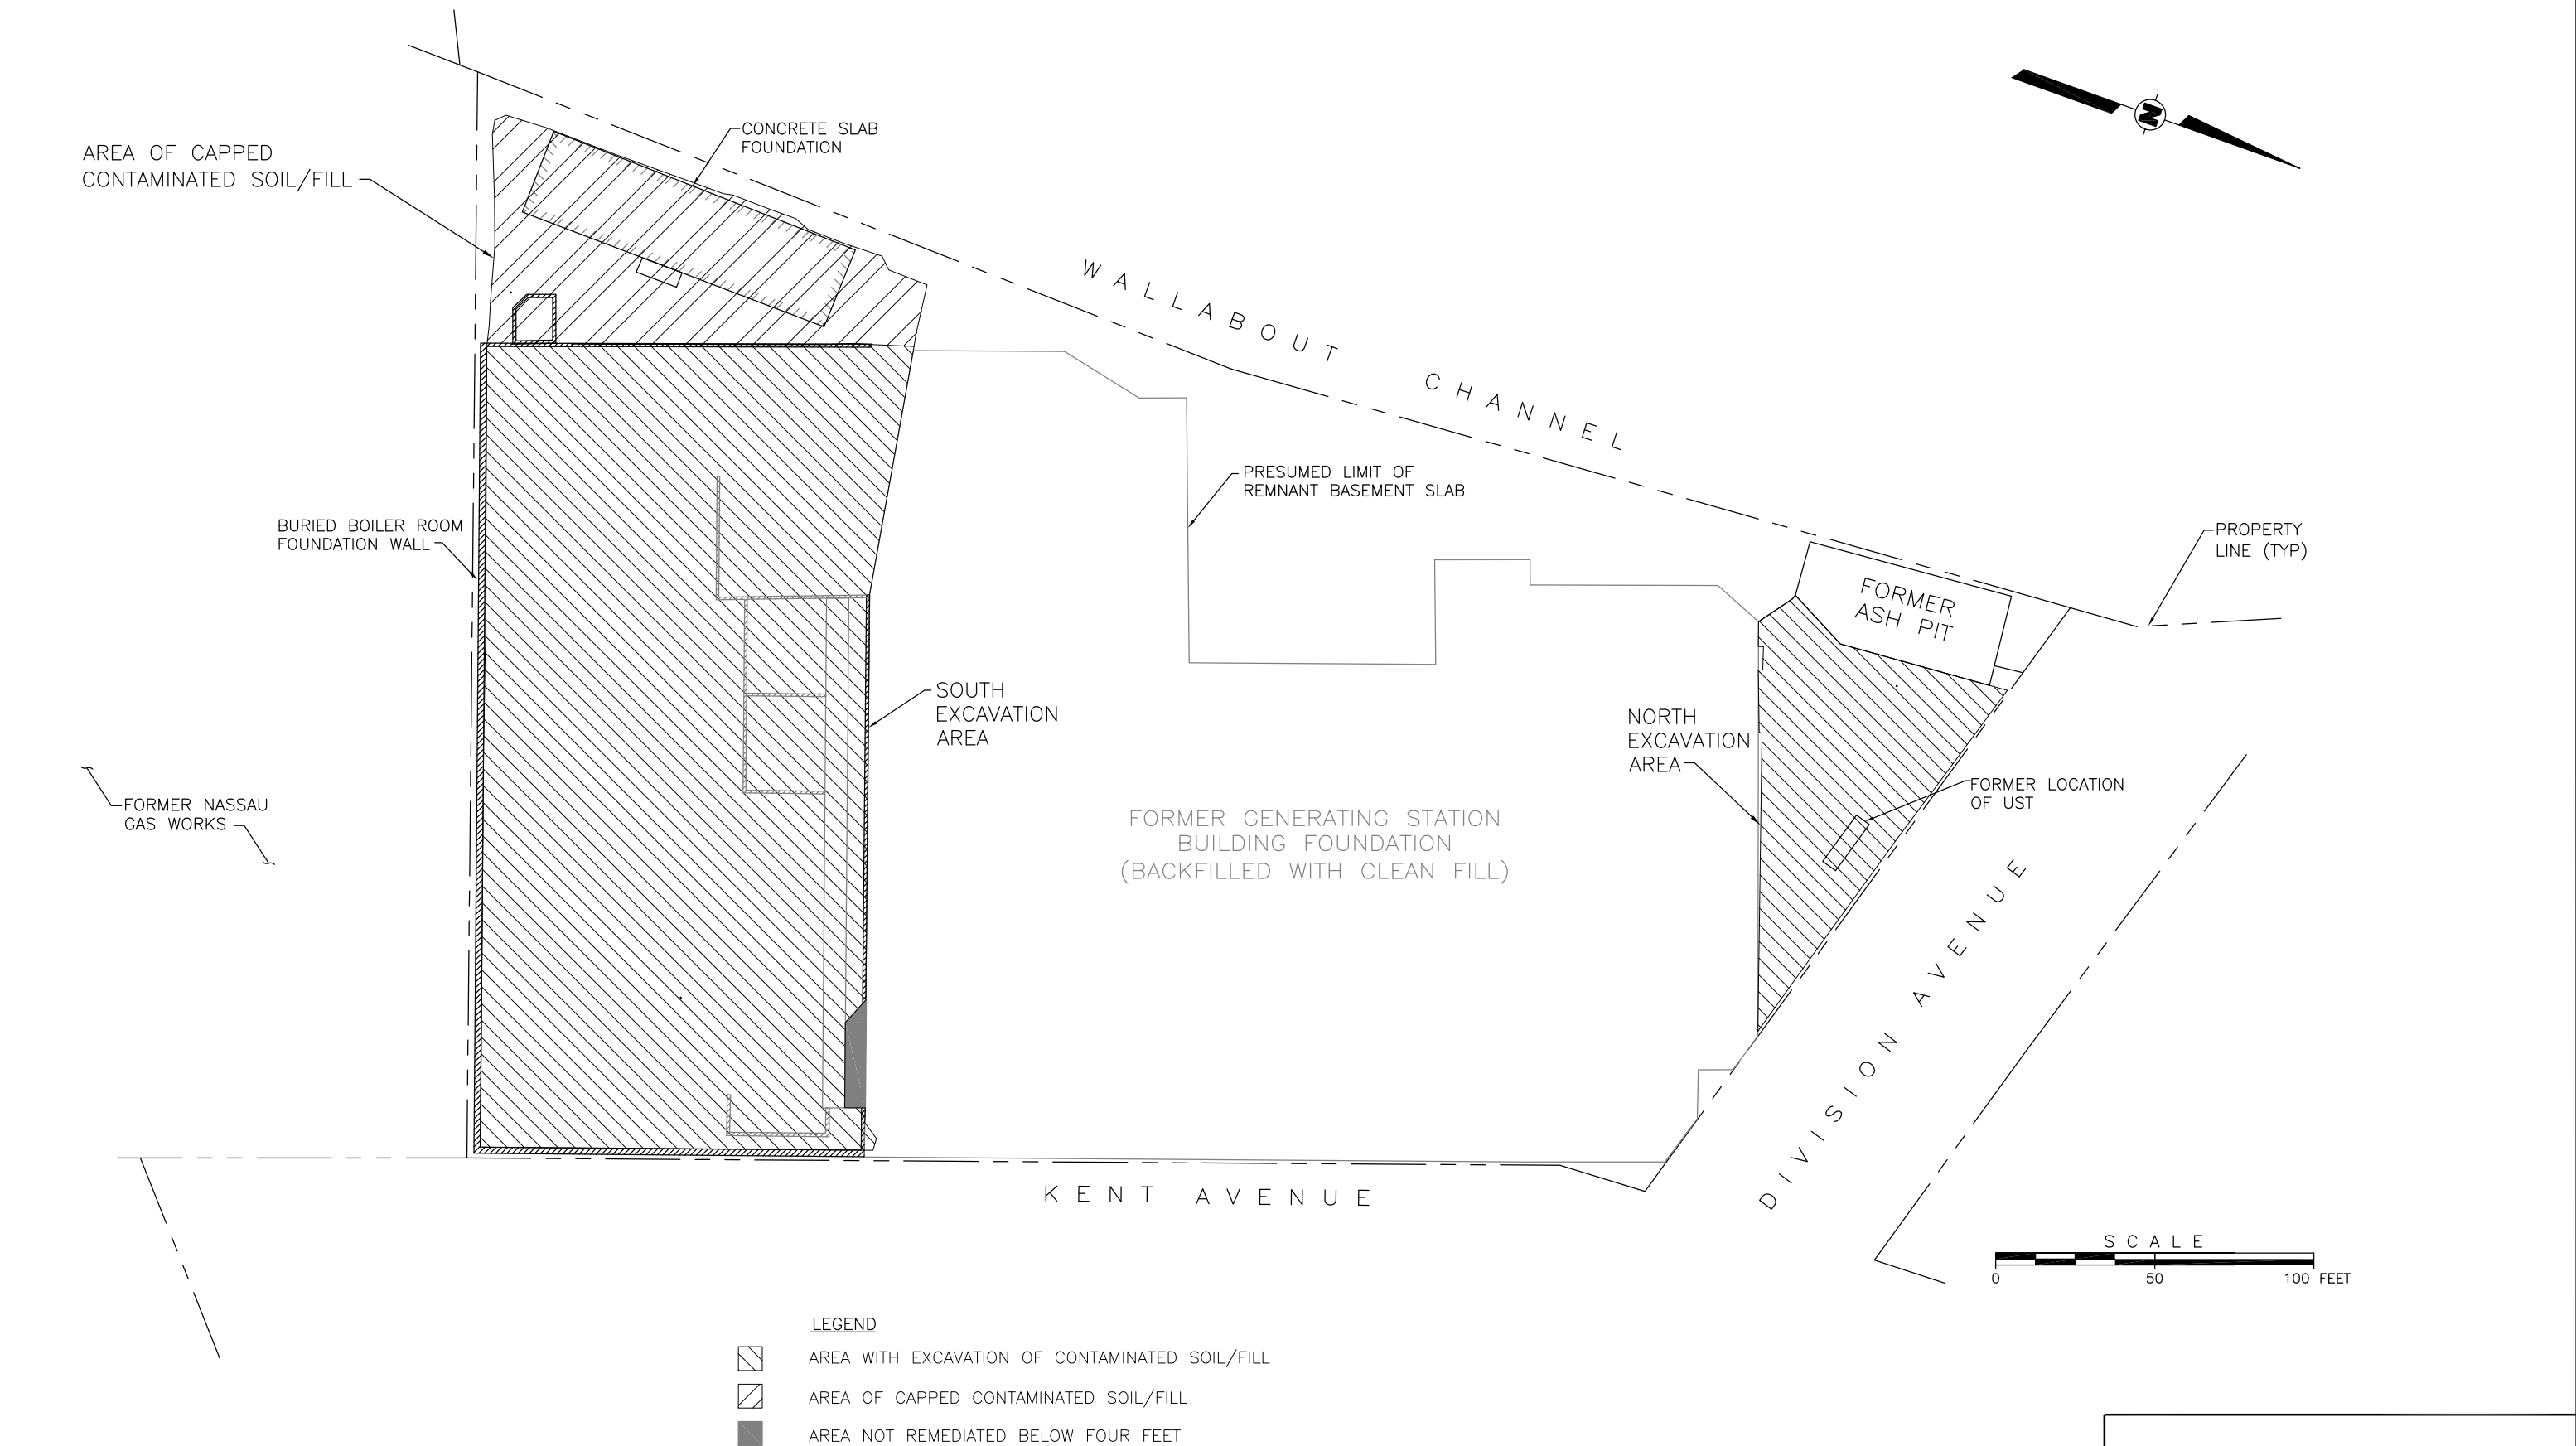 N
CONCRETE SLAB
FOUNDATION
AREA OF CAPPED
CONTAMINATED SOIL/FILL
WALLABOUT CHANNEL
PRESUMED LIMIT OF
REMNANT BASEMENT SLAB
BURIED BOILER ROOM
FOUNDATION WALL
PROPERTY
LINE (TYP)
FORMER
ASH PIT
SOUTH
EXCAVATION
AREA
NORTH
EXCAVATION
AREA
FORMER NASSAU
GAS WORKS
FORMER LOCATION
OF UST
FORMER GENERATING STATION
BUILDING FOUNDATION
(BACKFILLED WITH CLEAN FILL)
DIVISION AVENUE
KENT AVENUE
SCALE
0 50 100 FEET
LEGEND
AREA WITH EXCAVATION OF CONTAMINATED SOIL/FILL
AREA OF CAPPED CONTAMINATED SOIL/FILL
AREA NOT REMEDIATED BELOW FOUR FEET